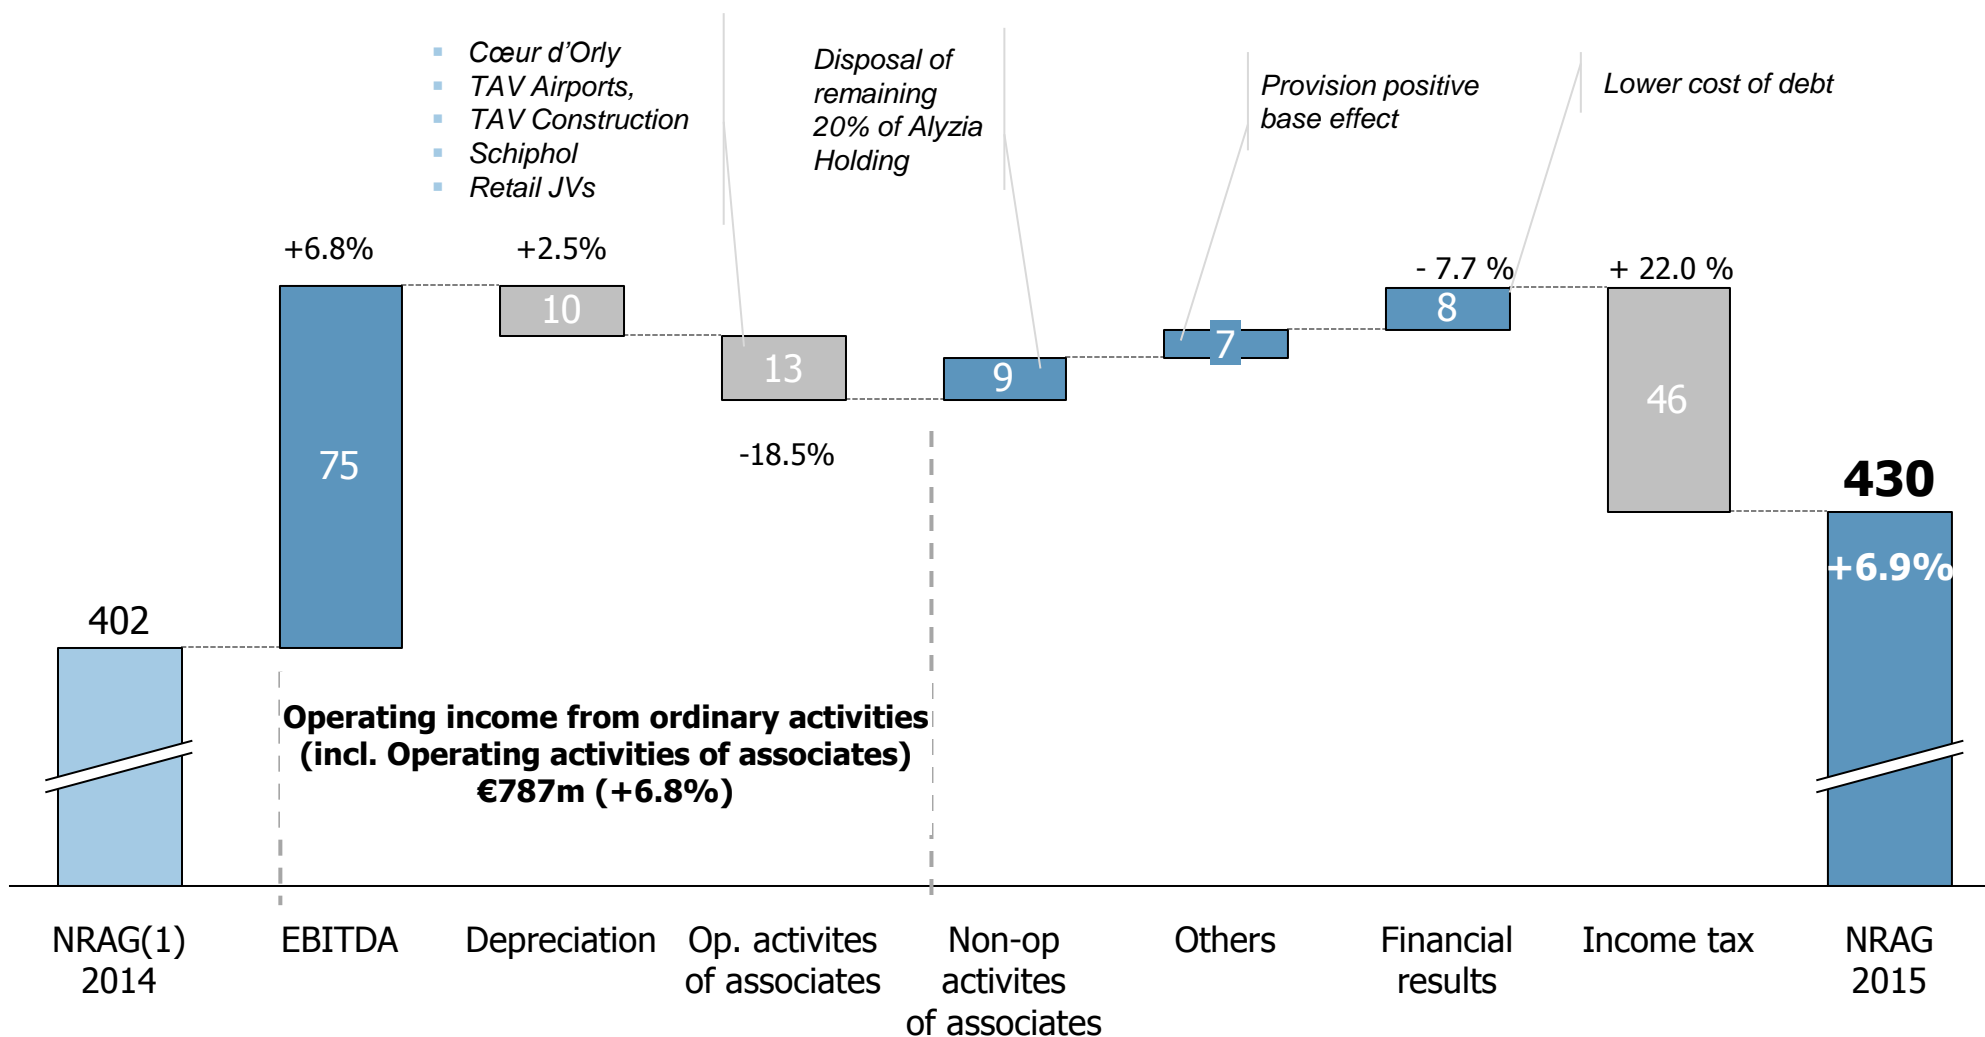 Cœur d’Orly
TAV Airports,
TAV Construction
Schiphol
Retail JVs
Disposal of
remaining
20% of Alyzia
Holding
Provision positive
base effect
Lower cost of debt
+6.8%
+2.5%
- 7.7 %
+ 22.0 %
10
8
7
13
9
46
-18.5%
75
430
+6.9%
402
Operating income from ordinary activities
(incl. Operating activities of associates)
€787m (+6.8%)
NRAG(1)
2014
EBITDA
Depreciation
Op. activites
of associates
Non-op
activites
of associates
Others
Financial
results
Income tax
NRAG
2015